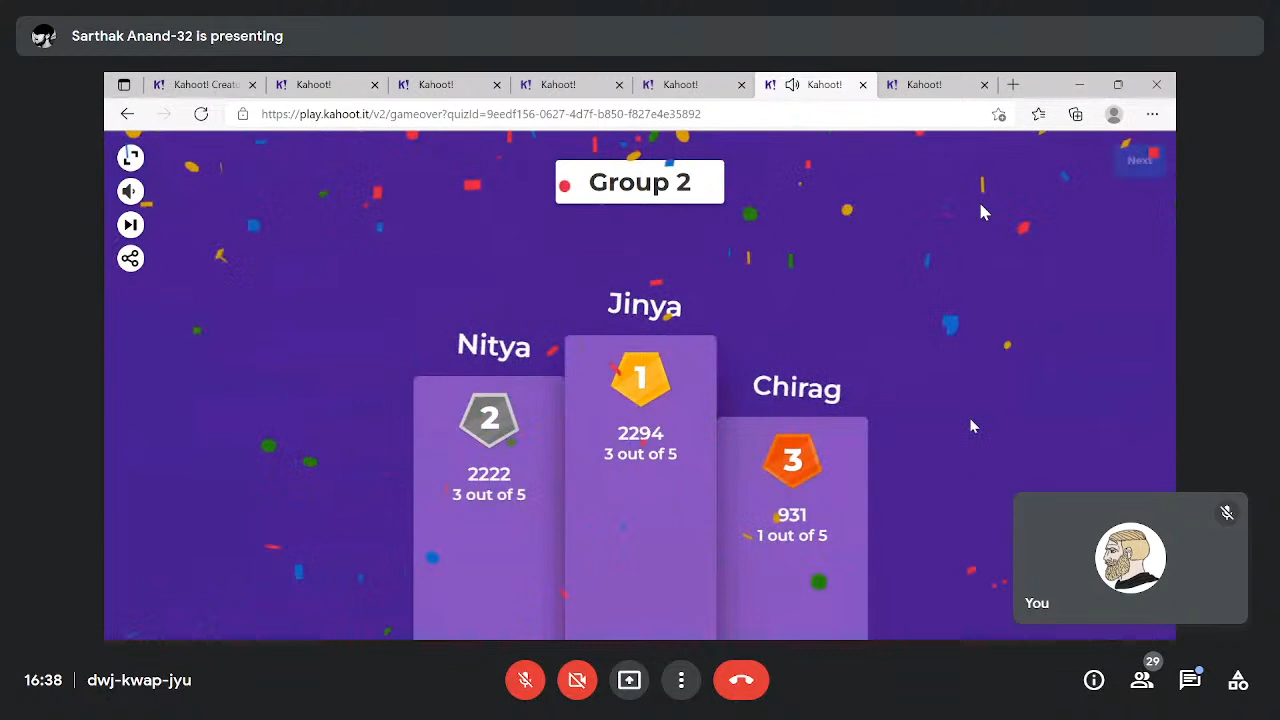 Sarthak Anand-32 is presenting
K! Kahoot! Creato
K! Kahoot!
K! Kahoot!
K! Kahoot!
K! Kahoot!
K! Kahoot!
K! Kahoot!
https://play.kahoot.it/v2/gameover?quizId=9eedf156-0627-4d7f-b850-f827e4e35892
Next
Group 2
Jinya
Nitya
Chirag
1
2294
3 out of 5
2
2222
3 out of 5
3
931
1 out of 5
You
16:38 | dwj-kwap-jyu
29